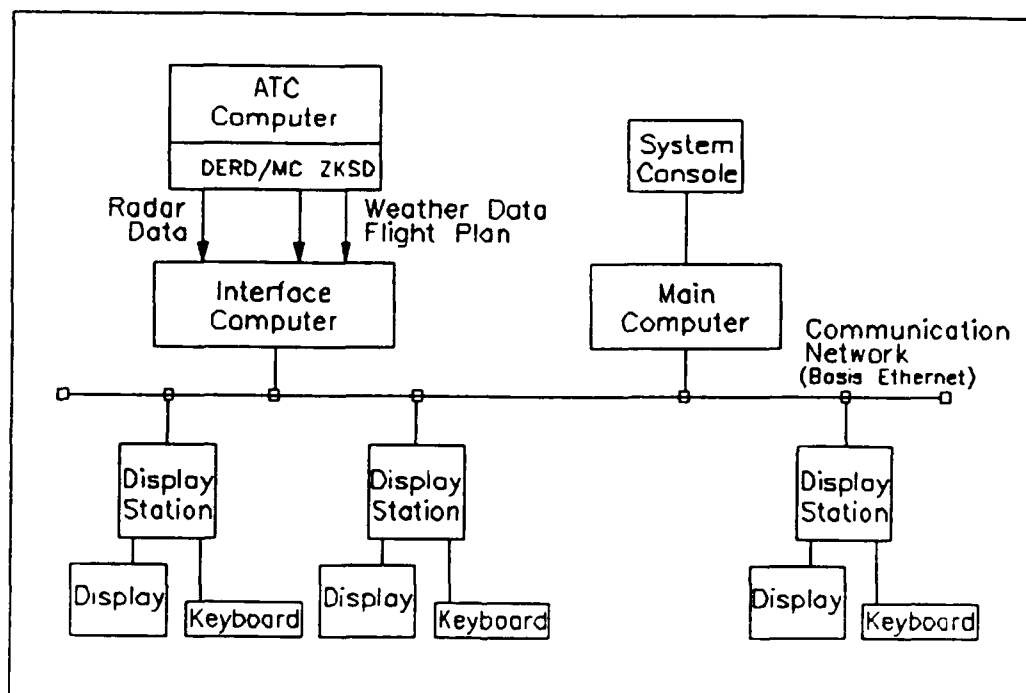 ATC
Computer
DERD/MC ZKSD
Radar
Data
Weather Data
Flight Plan
Interface
Computer
System
Console
Main
Computer
Communication
Network
(Basis Ethernet)
Display
Station
Display
Keyboard
Display
Station
Display
Keyboard
Display
Station
Display
Keyboard